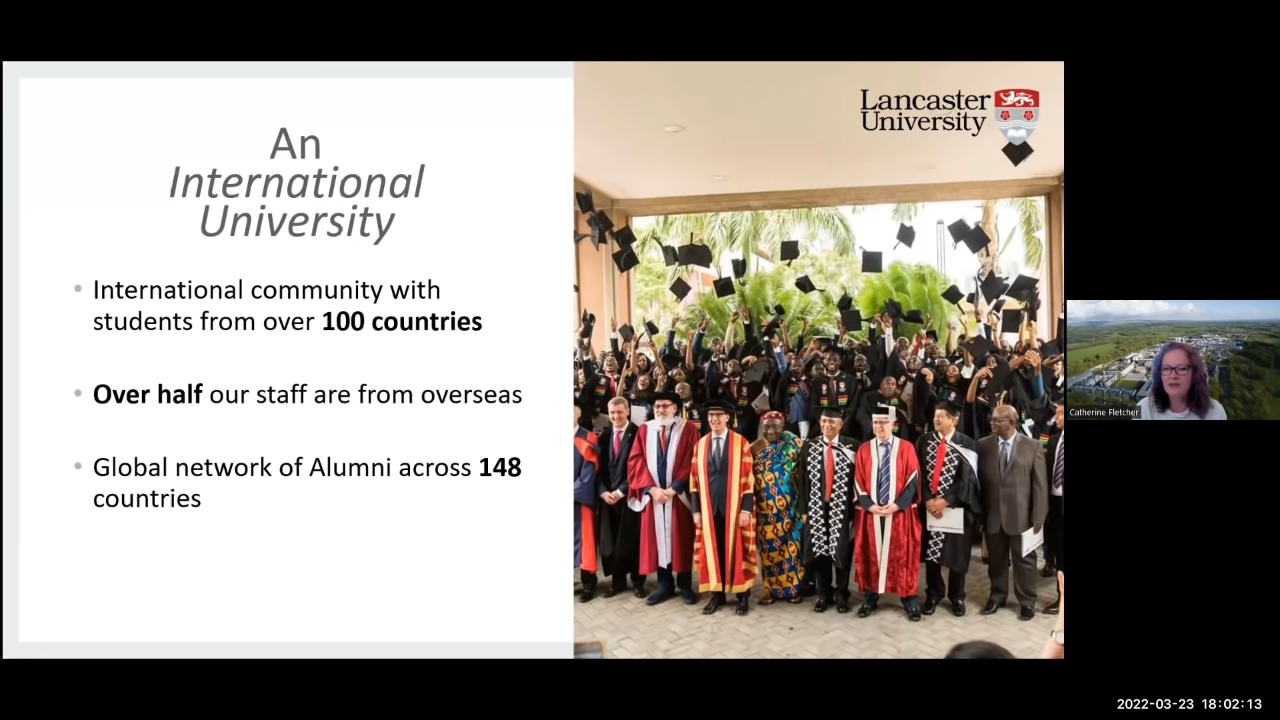 An
International
University
• International community with
students from over 100 countries
• Over half our staff are from overseas
• Global network of Alumni across 148
countries
Lancaster
University
Catherine Fletcher
2022-03-23 18:02:13